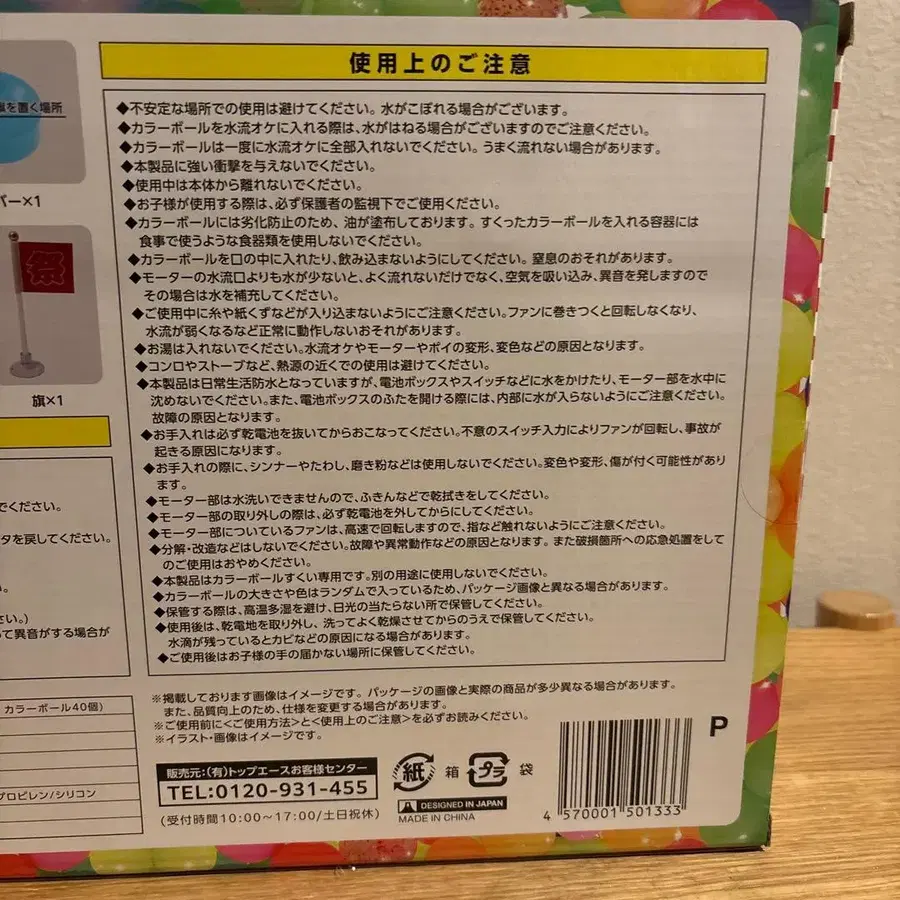 使用上のご注意
◆不安定な場所での使用は避けてください。水がこぼれる場合がございます。
◆カラーボールを水流オケに入れる際は、水がはねる場合がございますのでご注意ください。
◆カラーボールは一度に水流オケに全部入れないでください。うまく流れない場合があります。
◆本製品に強い衝撃を与えないでください。
◆使用中は本体から離れないでください。
◆お子様が使用する際は、必ず保護者の監視下でご使用ください。
◆カラーボールには劣化防止のため、油が塗布しております。すくったカラーボールを入れる容器には
食事で使うような食器類を使用しないでください。
◆カラーボールを口の中に入れたり、飲み込まないようにしてください。窒息のおそれがあります。
◆モーターの水流口よりも水が少ないと、よく流れないだけでなく、空気を吸い込み、異音を発しますので
その場合は水を補充してください。
◆ご使用中に糸や紙くずなどが入り込まないようにご注意ください。ファンに巻きつくと回転しなくなり、
水流が弱くなるなど正常に動作しないおそれがあります。
◆お湯は入れないでください。水流オケやモーターやポイの変形、変色などの原因となります。
◆コンロやストーブなど、熱源の近くでの使用は避けてください。
◆本製品は日常生活防水となっていますが、電池ボックスやスイッチなどに水をかけたり、モーター部を水中に
沈めないでください。また、電池ボックスのふたを開ける際には、内部に水が入らないようにご注意ください。
故障の原因となります。
◆お手入れは必ず乾電池を抜いてからおこなってください。不意のスイッチ入力によりファンが回転し、事故が
起きる原因になります。
◆お手入れの際に、シンナーやたわし、磨き粉などは使用しないでください。変色や変形、傷が付く可能性があり
ます。
◆モーター部は水洗いできませんので、ふきんなどで乾拭きをしてください。
◆モーター部の取り外しの際は、必ず乾電池を外してからにしてください。
◆モーター部についているファンは、高速で回転しますので、指など触れないようにご注意ください。
◆分解・改造などはしないでください。故障や異常動作などの原因となります。また破損箇所への応急処置をして
のご使用はおやめください。
◆本製品はカラーボールすくい専用です。別の用途に使用しないでください。
◆カラーボールの大きさや色はランダムで入っているため、パッケージ画像と異なる場合があります。
◆保管する際は、高温多湿を避け、日光の当たらない所で保管してください。
◆使用後は、乾電地を取り外し、洗ってよく乾燥させてからのうえで保管してください。
水滴が残っているとカビなどの原因になる場合があります。
◆ご使用後はお子様の手の届かない場所に保管してください。
を置く場所
バー×1
祭
旗×1
でください。
タを戻してください。
い。)
って異音がする場合が
カラーボール40個)
プロピレン/シリコン
※掲載しております画像はイメージです。パッケージの画像と実際の商品が多少異なる場合があります。
また、品質向上のため、仕様を変更する場合があります。
※ご使用前に<ご使用方法>と<使用上のご注意>を必ずお読みください。
※イラスト・画像はイメージです。
販売元:(有)トップエースお客様センター
TEL:0120-931-455
(受付時間10:00~17:00/土日祝休)
紙 箱 プラ 袋
DESIGNED IN JAPAN
MADE IN CHINA
4 570001 501333
P